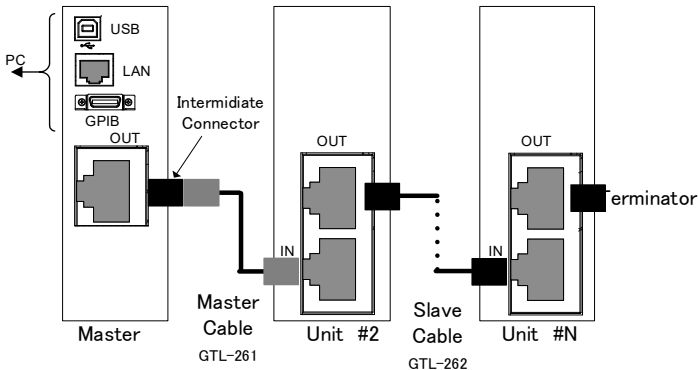 PC
USB
LAN
GPIB
OUT
Intermidiate
Connector
Master
IN
Master
Cable
GTL-261
OUT
Unit #2
Slave
Cable
GTL-262
OUT
IN
erminator
Unit #N